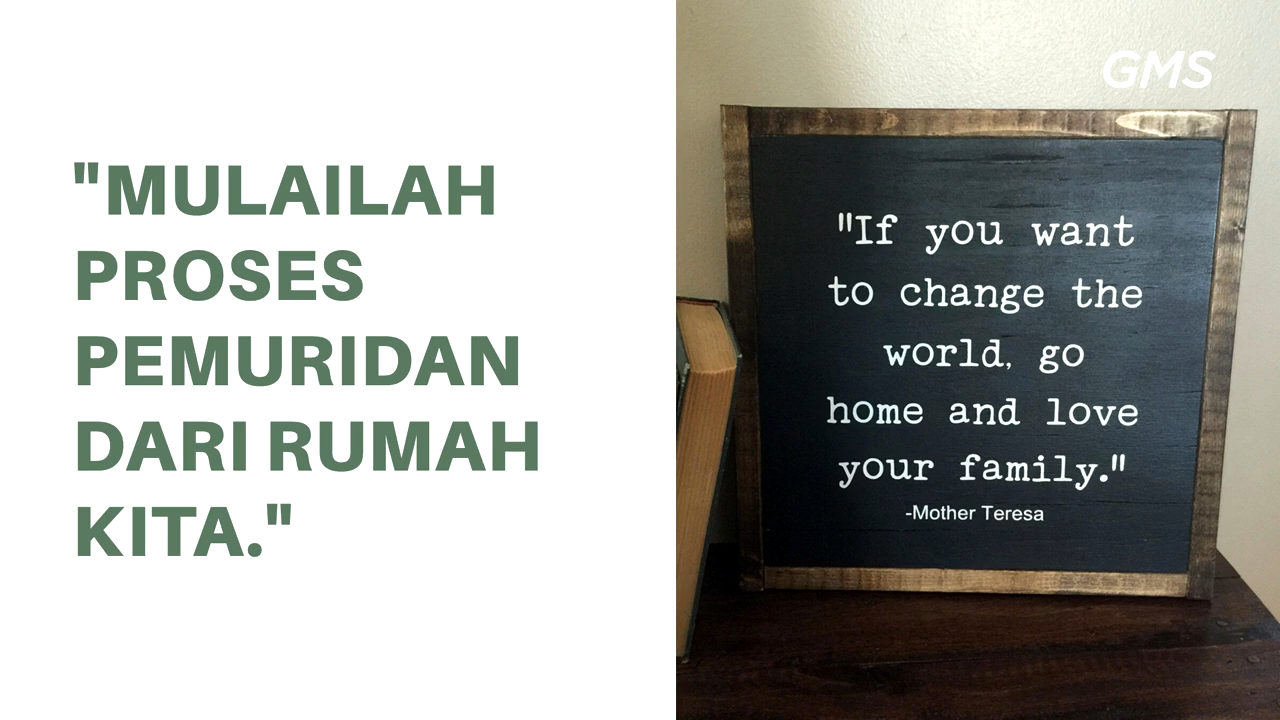 "MULAILAH
PROSES
PEMURIDAN
DARI RUMAH
KITA."
GMS
"If you want
to change the
world, go
home and love
your family."
-Mother Teresa